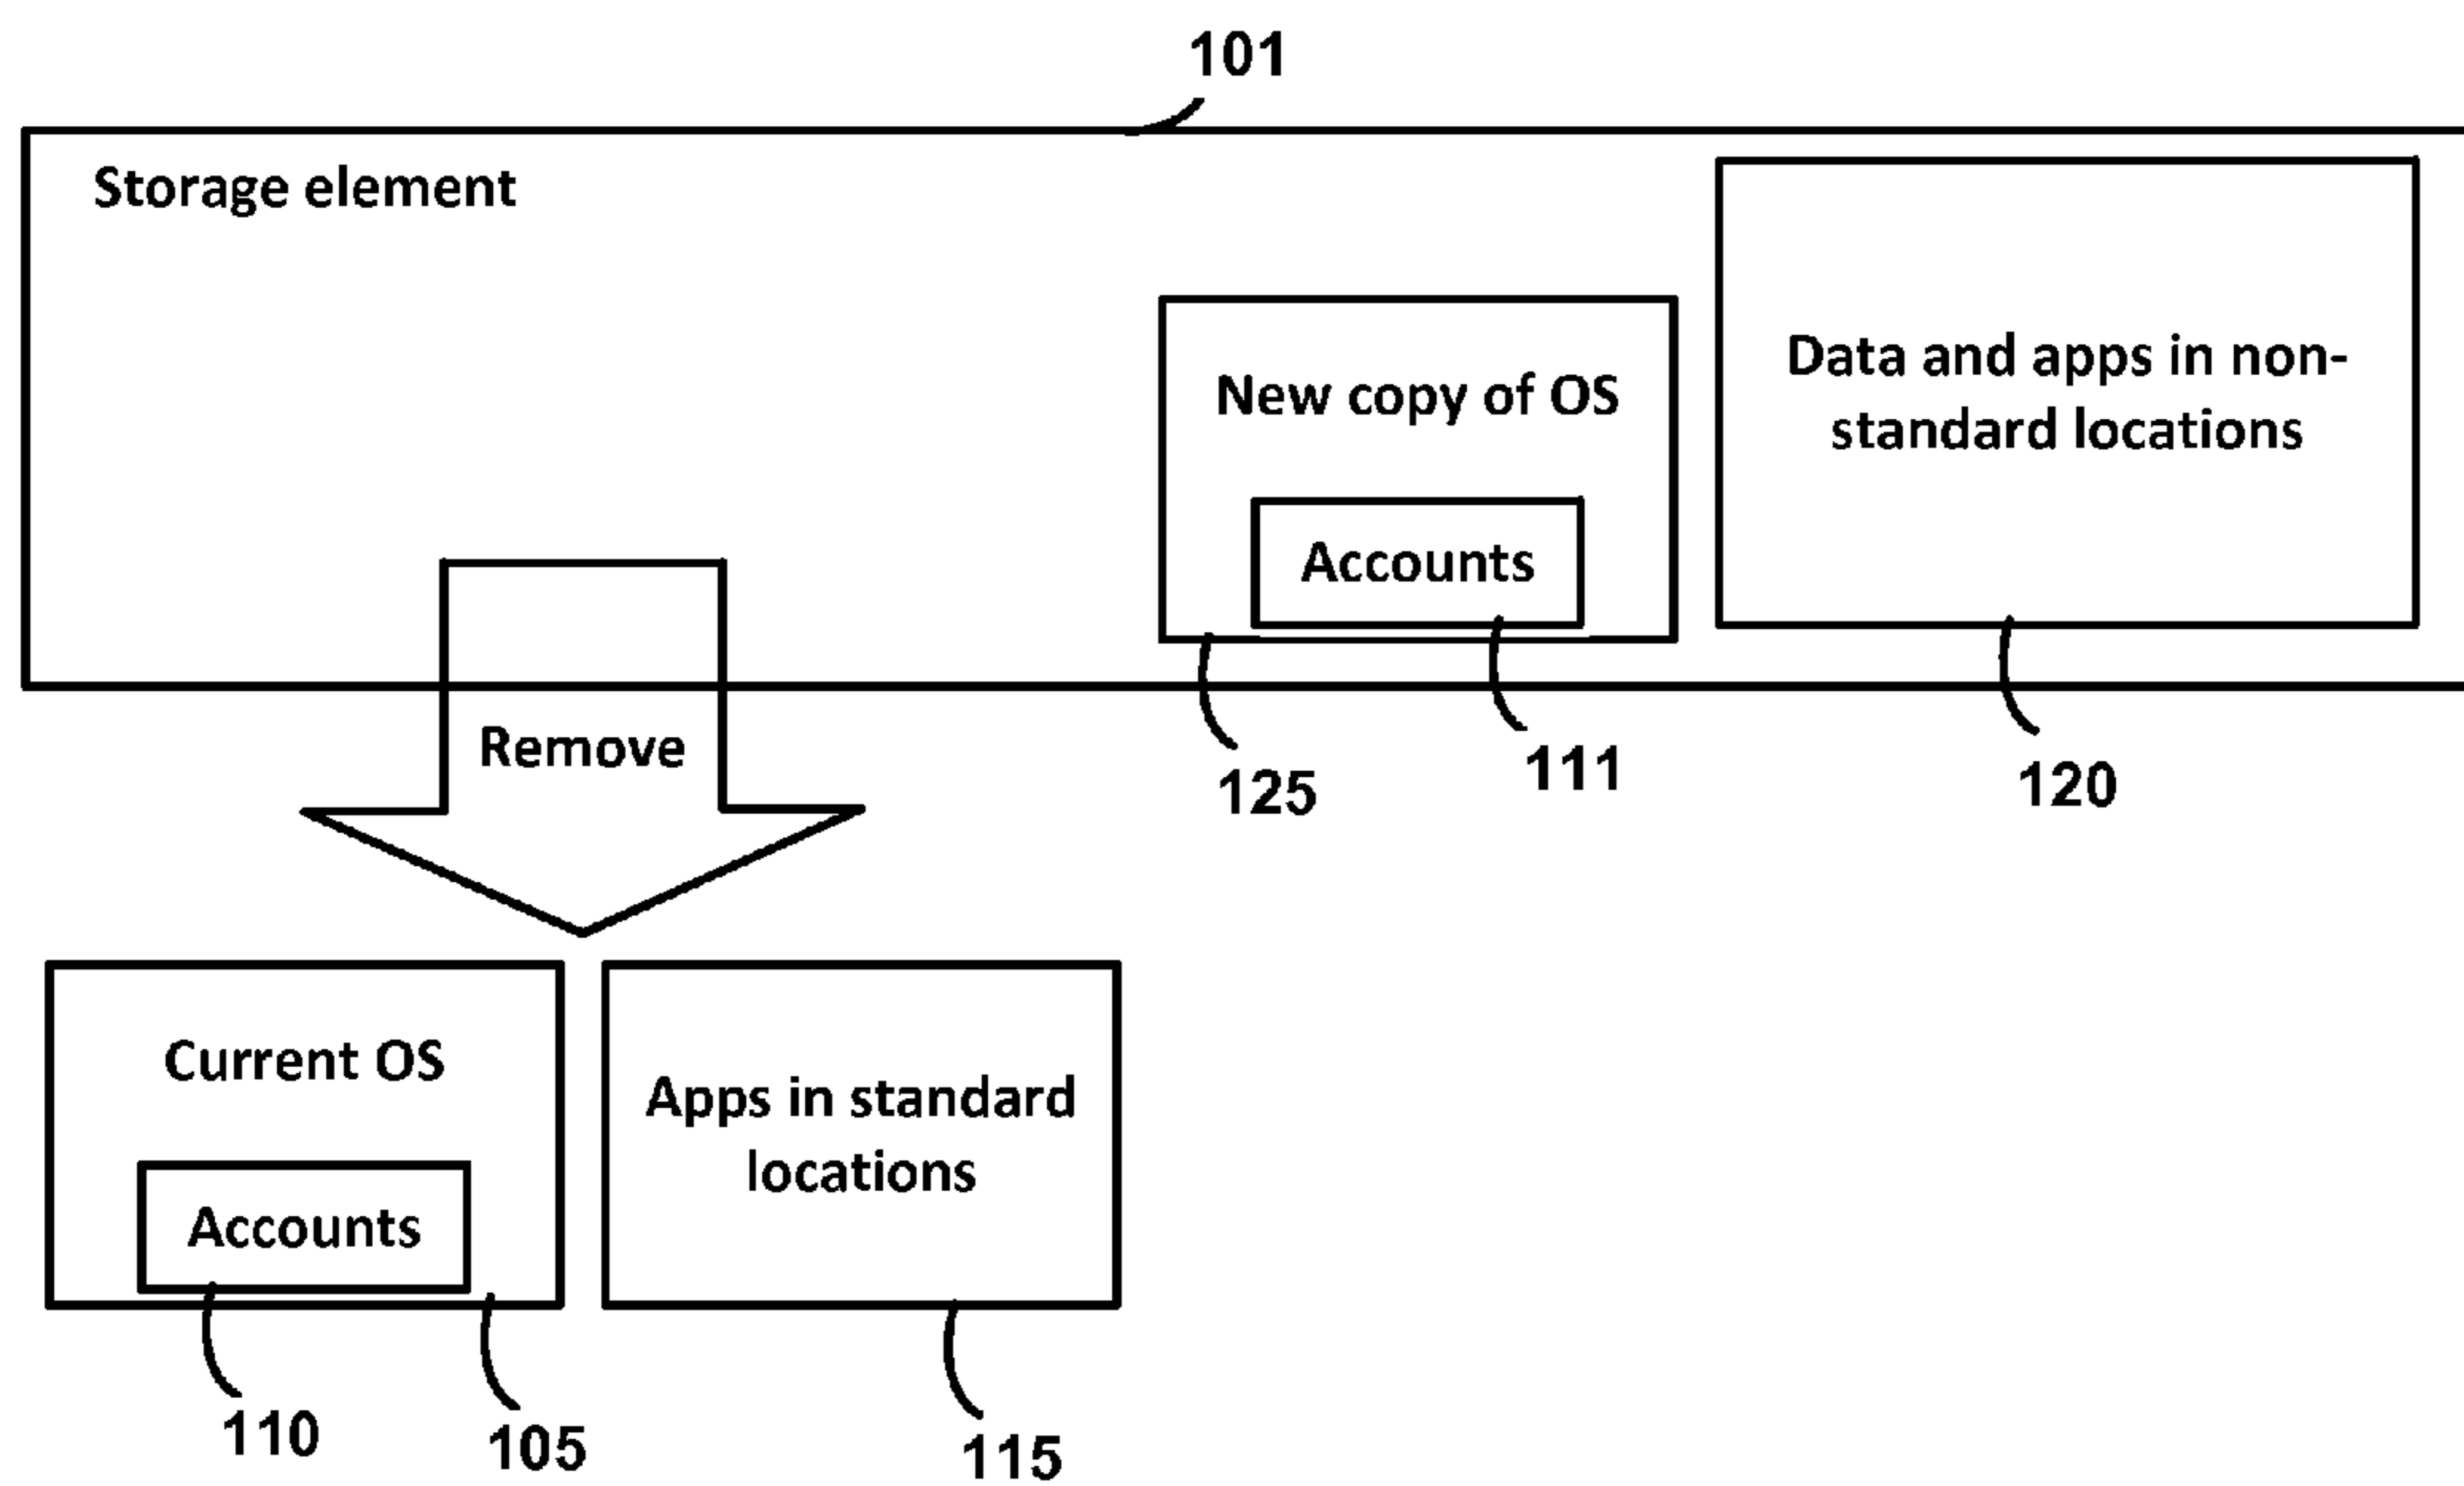 101
Storage element
Data and apps in non-
standard locations
New copy of OS
Accounts
Remove
125
111
120
Current OS
Accounts
Apps in standard
locations
110
105
115